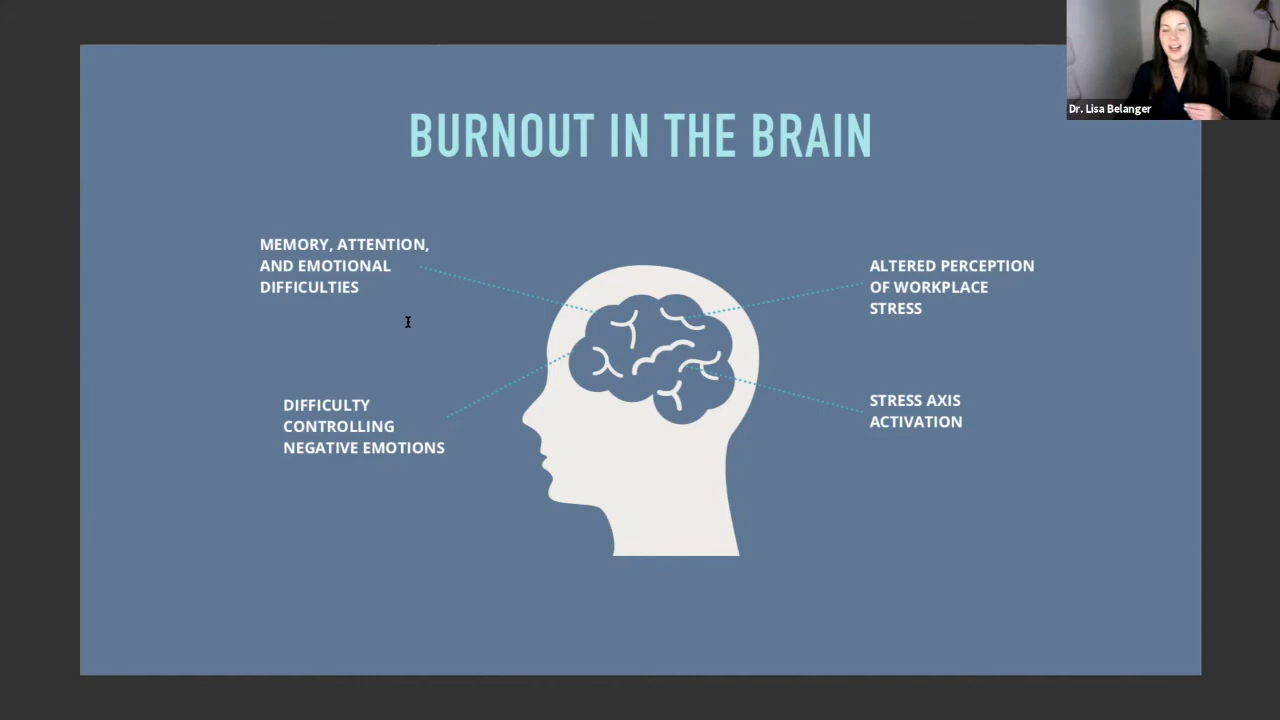 Dr. Lisa Belanger
BURNOUT IN THE BRAIN
MEMORY, ATTENTION,
AND EMOTIONAL
DIFFICULTIES
ALTERED PERCEPTION
OF WORKPLACE
STRESS
DIFFICULTY
CONTROLLING
NEGATIVE EMOTIONS
STRESS AXIS
ACTIVATION